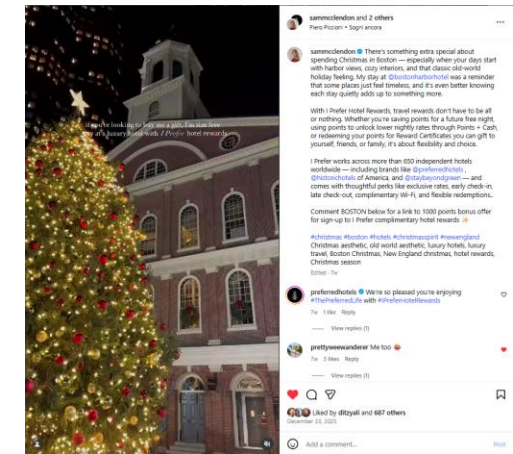 sammcclendon and 2 others
Piero Piccioni • Sogni ancora
If you're looking to buy me a gift, I'm size free
stay at a luxury hotel with I Prefer hotel rewards
sammcclendon There's something extra special about
spending Christmas in Boston — especially when your days start
with harbor views, cozy interiors, and that classic old-world
holiday feeling. My stay at @bostonharborhotel was a reminder
that some places just feel timeless, and it's even better knowing
each stay quietly adds up to something more.
With I Prefer Hotel Rewards, travel rewards don't have to be all
or nothing. Whether you're saving points for a future free night,
using points to unlock lower nightly rates through Points + Cash,
or redeeming your points for Reward Certificates you can gift to
yourself, friends, or family, it's about flexibility and choice.
I Prefer works across more than 650 independent hotels
worldwide — including brands like @preferredhotels ,
@historichotels of America, and @staybeyondgreen — and
comes with thoughtful perks like exclusive rates, early check-in,
late check-out, complimentary Wi-Fi, and flexible redemptions..
Comment BOSTON below for a link to 1000 points bonus offer
for sign-up to I Prefer complimentary hotel rewards ✨
#christmas #boston #hotels #christmasspirit #newengland
Christmas aesthetic, old world aesthetic, luxury hotels, luxury
travel, Boston Christmas, New England christmas, hotel rewards,
Christmas season
Edited · 7w
preferredhotels We're so pleased you're enjoying
#ThePreferredLife with #IPreferHotelRewards
7w 1 like Reply
View replies (1)
prettyweewanderer Me too
7w 3 likes Reply
View replies (1)
Liked by ditzyali and 687 others
December 23, 2025
Add a comment...
Post